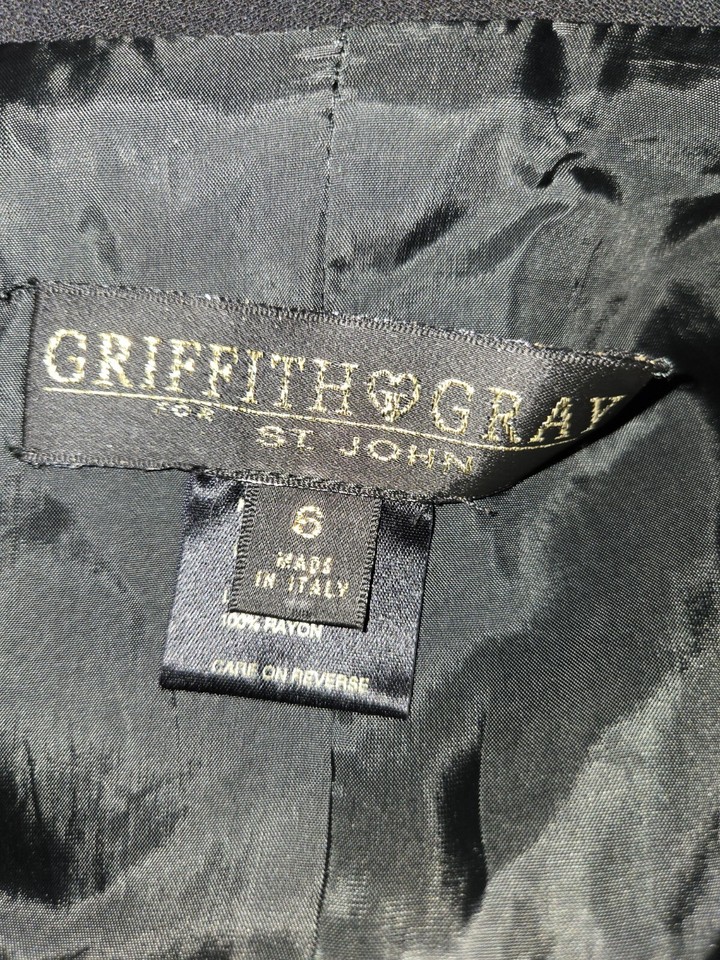 GRIFFITH GRAY
FOR
ST. JOHN
6
MADE
IN ITALY
100% RAYON
CARE ON REVERSE